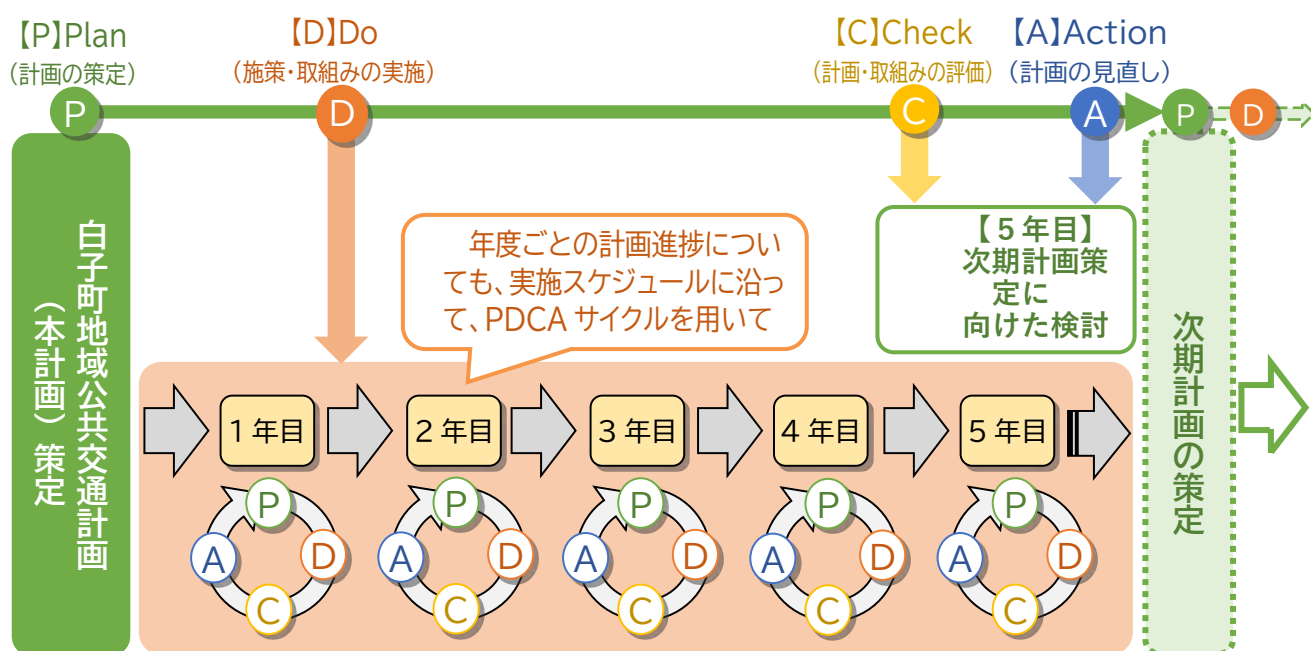 【P】Plan
（計画の策定）
【D】Do
（施策・取組みの実施）
【C】Check
（計画・取組みの評価）
【A】Action
（計画の見直し）
P
D
C
A
P
D
白子町地域公共交通計画
（本計画）策定
年度ごとの計画進捗につい
ても、実施スケジュールに沿っ
て、PDCA サイクルを用いて
【５年目】
次期計画策
定に
向けた検討
次期計画の策定
１年目
２年目
３年目
４年目
５年目
P
D
C
A
P
D
C
A
P
D
C
A
P
D
C
A
P
D
C
A